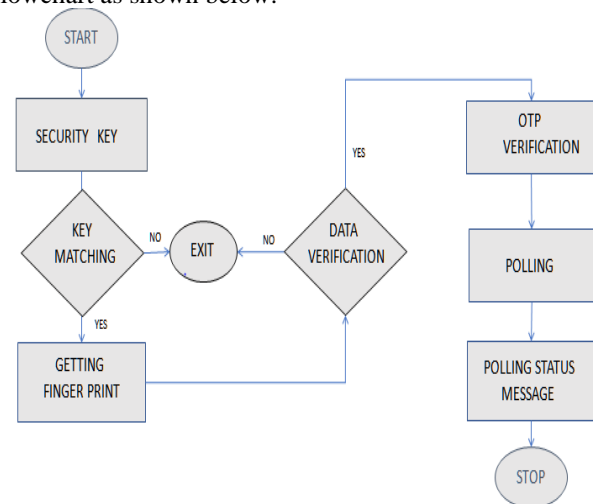 flowchart as shown below:
START
SECURITY KEY
KEY
MATCHING
NO
EXIT
NO
DATA
VERIFICATION
YES
YES
GETTING
FINGER PRINT
OTP
VERIFICATION
POLLING
POLLING STATUS
MESSAGE
STOP